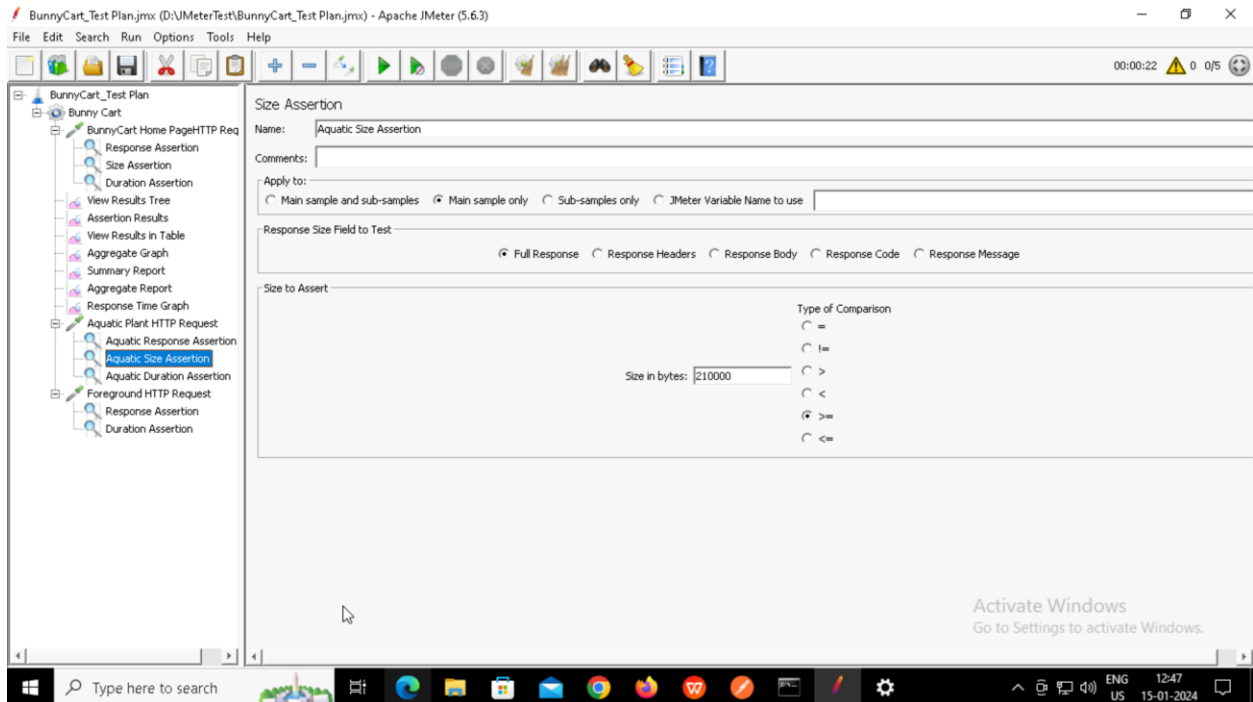 BunnyCart_Test Plan.jmx (D:\JMeterTest\BunnyCart_Test Plan.jmx) - Apache JMeter (5.6.3)
File Edit Search Run Options Tools Help
00:00:22 0 0/5
BunnyCart_Test Plan
Bunny Cart
BunnyCart Home PageHTTP Req
Response Assertion
Size Assertion
Duration Assertion
View Results Tree
Assertion Results
View Results in Table
Aggregate Graph
Summary Report
Aggregate Report
Response Time Graph
Aquatic Plant HTTP Request
Aquatic Response Assertion
Aquatic Size Assertion
Aquatic Duration Assertion
Foreground HTTP Request
Response Assertion
Duration Assertion
Size Assertion
Name: Aquatic Size Assertion
Comments:
Apply to:
Main sample and sub-samples Main sample only Sub-samples only JMeter Variable Name to use
Response Size Field to Test
Full Response Response Headers Response Body Response Code Response Message
Size to Assert
Type of Comparison
=
!=
Size in bytes: 210000 >
<
>=
<=
Activate Windows
Go to Settings to activate Windows.
Type here to search
ENG 12:47
US 15-01-2024